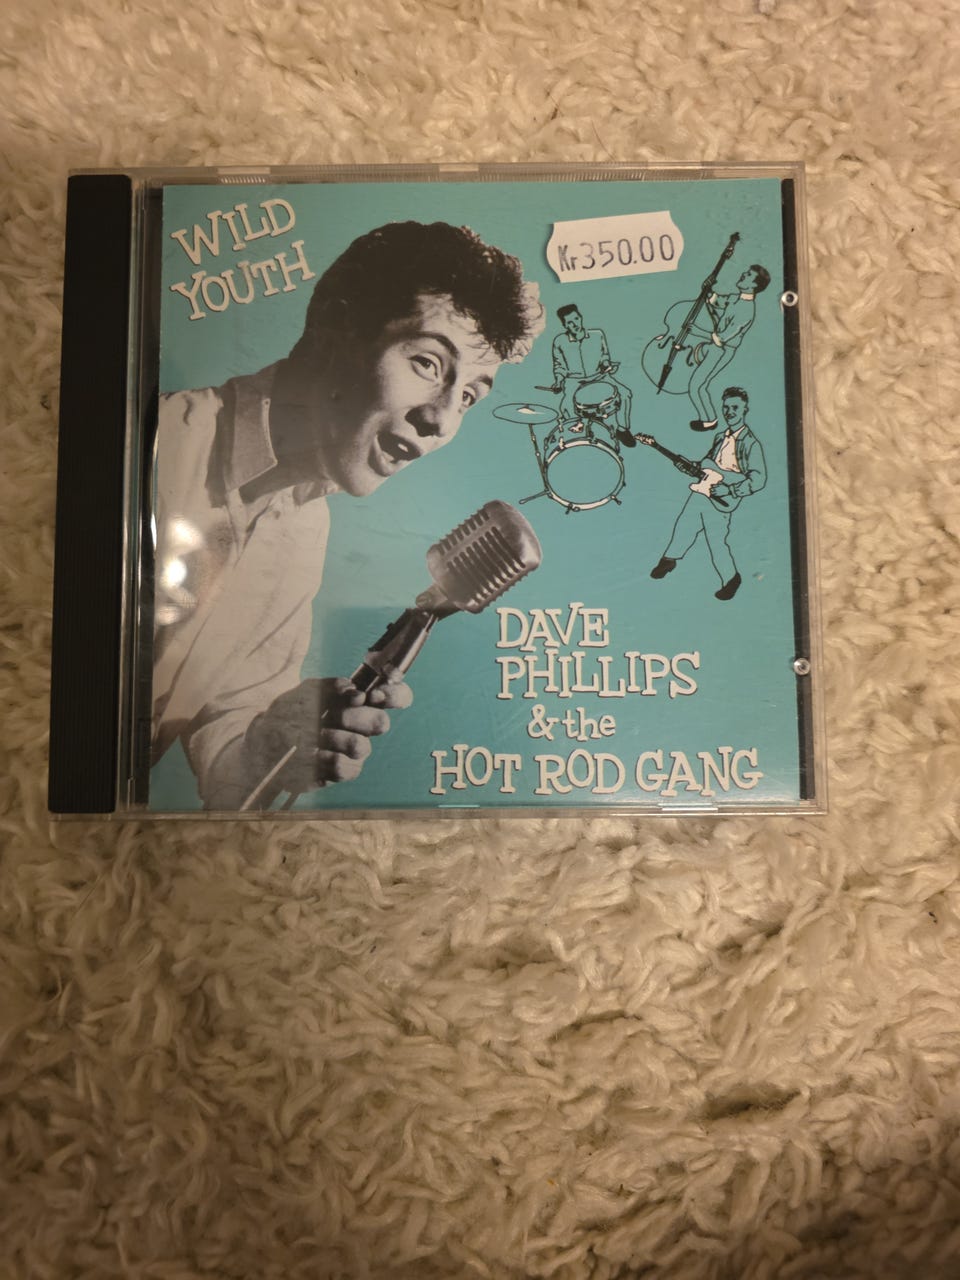 WILD
YOUTH
Kr350.00
DAVE
PHILLIPS
& the
HOT ROD GANG